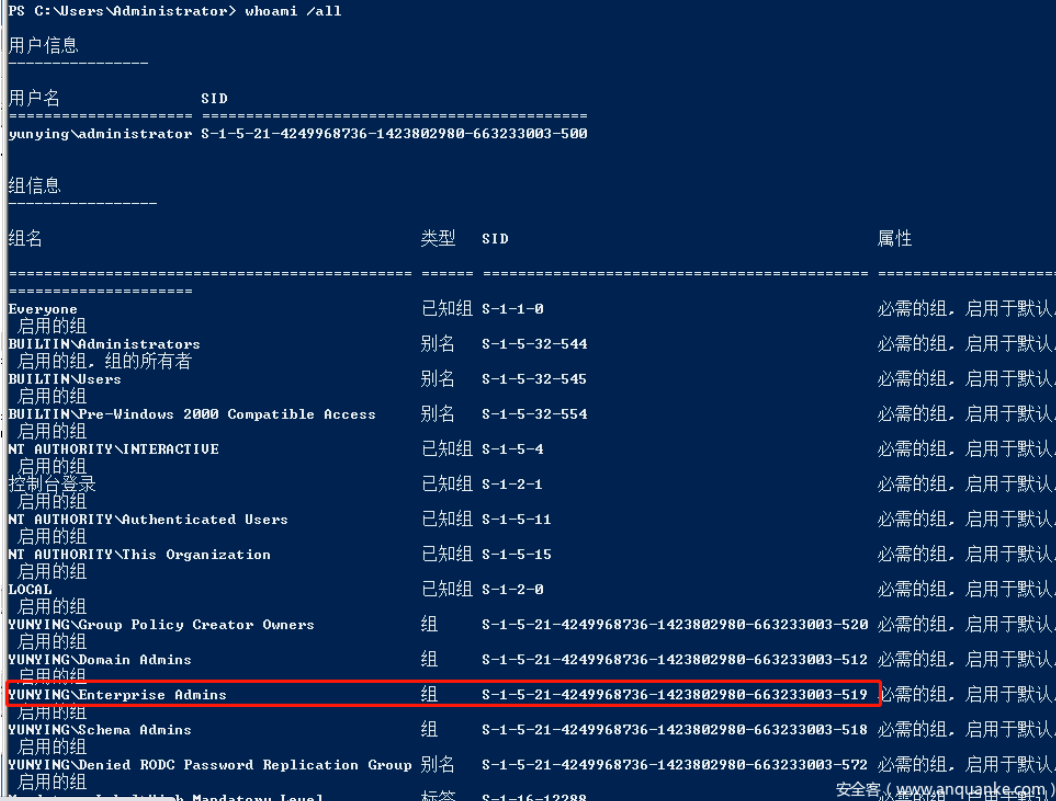 PS C:\Users\Administrator> whoami /all
用户信息
----------------
用户名 SID
===================== ============================================
yunying\administrator S-1-5-21-4249968736-1423802980-663233003-500
组信息
-----------------
组名 类型 SID 属性
============================================== ====== ============================================ ====================
=====================
Everyone 已知组 S-1-1-0 必需的组, 启用于默认,
启用的组
BUILTIN\Administrators 别名 S-1-5-32-544 必需的组, 启用于默认,
启用的组, 组的所有者
BUILTIN\Users 别名 S-1-5-32-545 必需的组, 启用于默认,
启用的组
BUILTIN\Pre-Windows 2000 Compatible Access 别名 S-1-5-32-554 必需的组, 启用于默认,
启用的组
NT AUTHORITY\INTERACTIVE 已知组 S-1-5-4 必需的组, 启用于默认,
启用的组
控制台登录 已知组 S-1-2-1 必需的组, 启用于默认,
启用的组
NT AUTHORITY\Authenticated Users 已知组 S-1-5-11 必需的组, 启用于默认,
启用的组
NT AUTHORITY\This Organization 已知组 S-1-5-15 必需的组, 启用于默认,
启用的组
LOCAL 已知组 S-1-2-0 必需的组, 启用于默认,
启用的组
YUNYING\Group Policy Creator Owners 组 S-1-5-21-4249968736-1423802980-663233003-520 必需的组, 启用于默认,
启用的组
YUNYING\Domain Admins 组 S-1-5-21-4249968736-1423802980-663233003-512 必需的组, 启用于默认,
启用的组
YUNYING\Enterprise Admins 组 S-1-5-21-4249968736-1423802980-663233003-519 必需的组, 启用于默认,
启用的组
YUNYING\Schema Admins 组 S-1-5-21-4249968736-1423802980-663233003-518 必需的组, 启用于默认,
启用的组
YUNYING\Denied RODC Password Replication Group 别名 S-1-5-21-4249968736-1423802980-663233003-572 必需的组, 启用于默认,
启用的组
Mandatory Label\High Mandatory Level 标签 S-1-16-12288
安全客 ( www.anquanke.com )